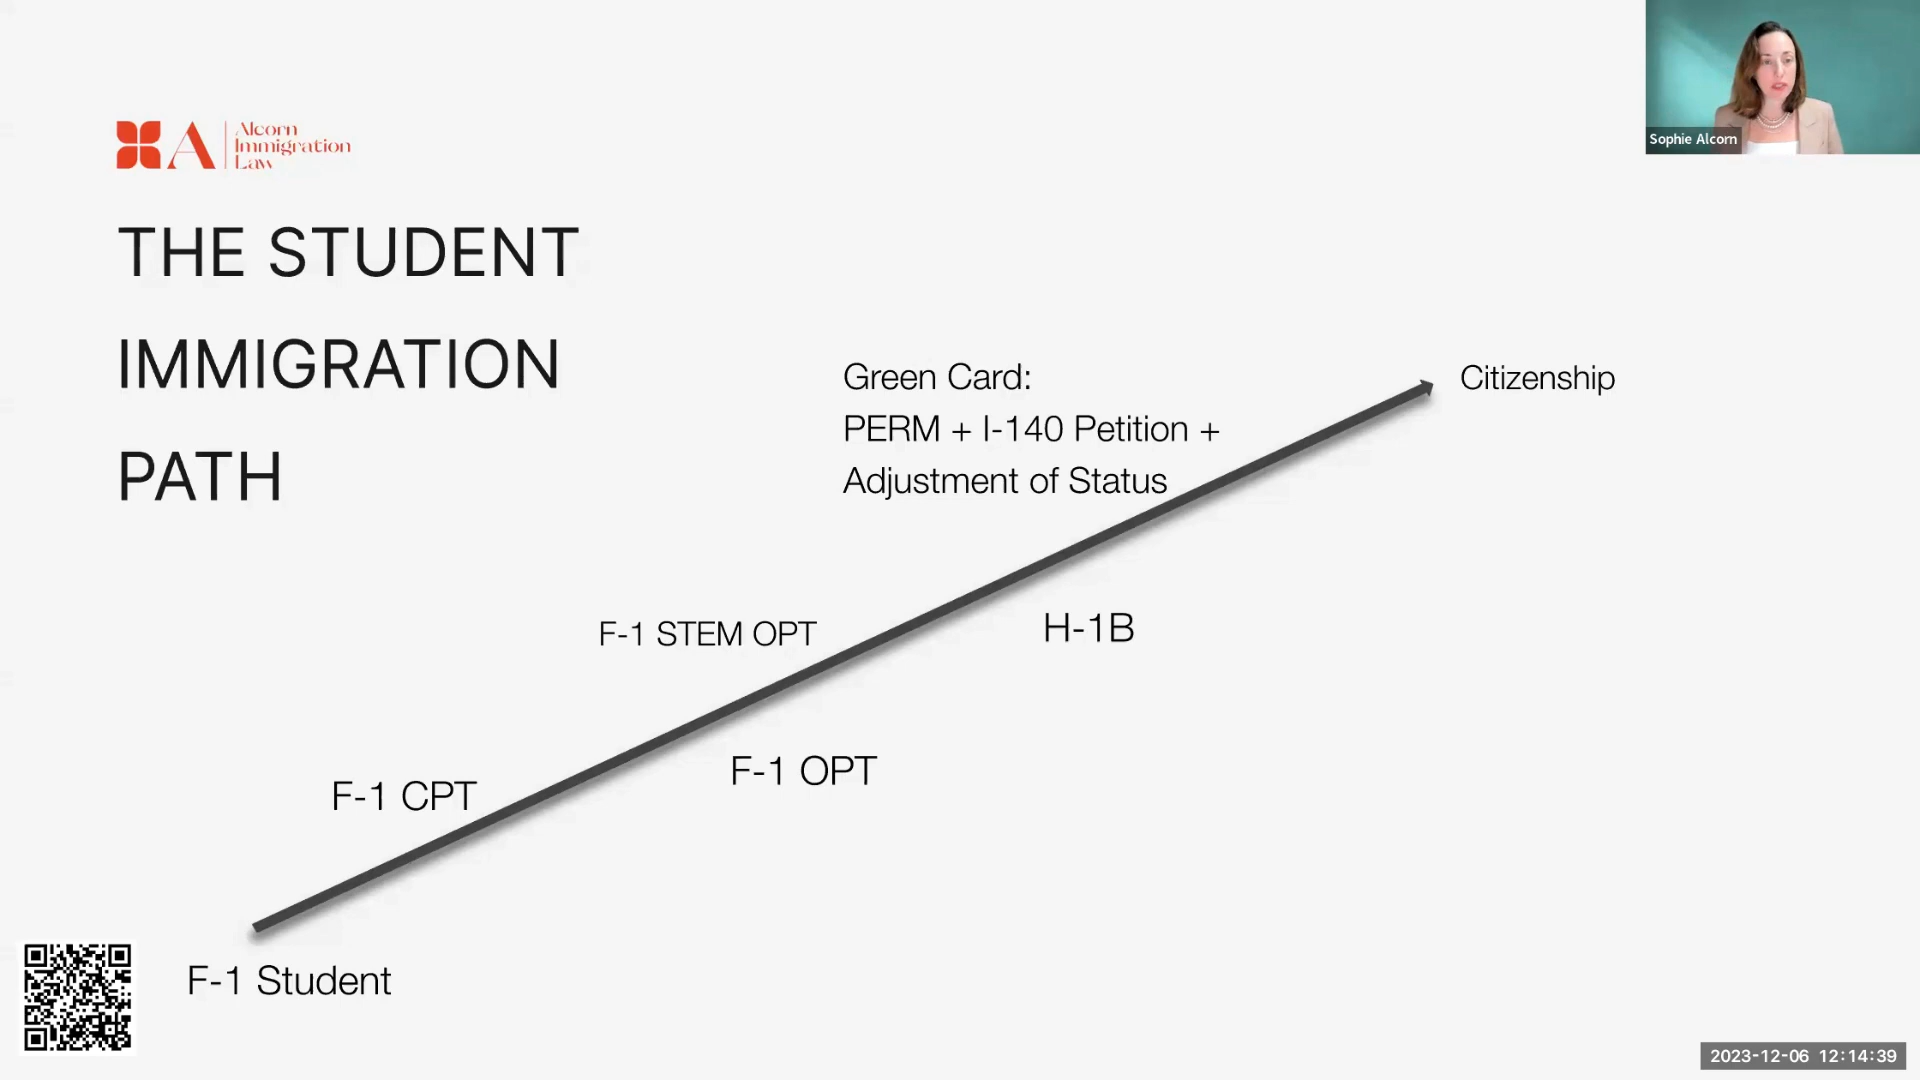 Sophie Alcorn
A
Alcorn
Immigration
Law
THE STUDENT
IMMIGRATION
PATH
Green Card:
PERM + I-140 Petition +
Adjustment of Status
Citizenship
F-1 STEM OPT
H-1B
F-1 CPT
F-1 OPT
F-1 Student
2023-12-06 12:14:39